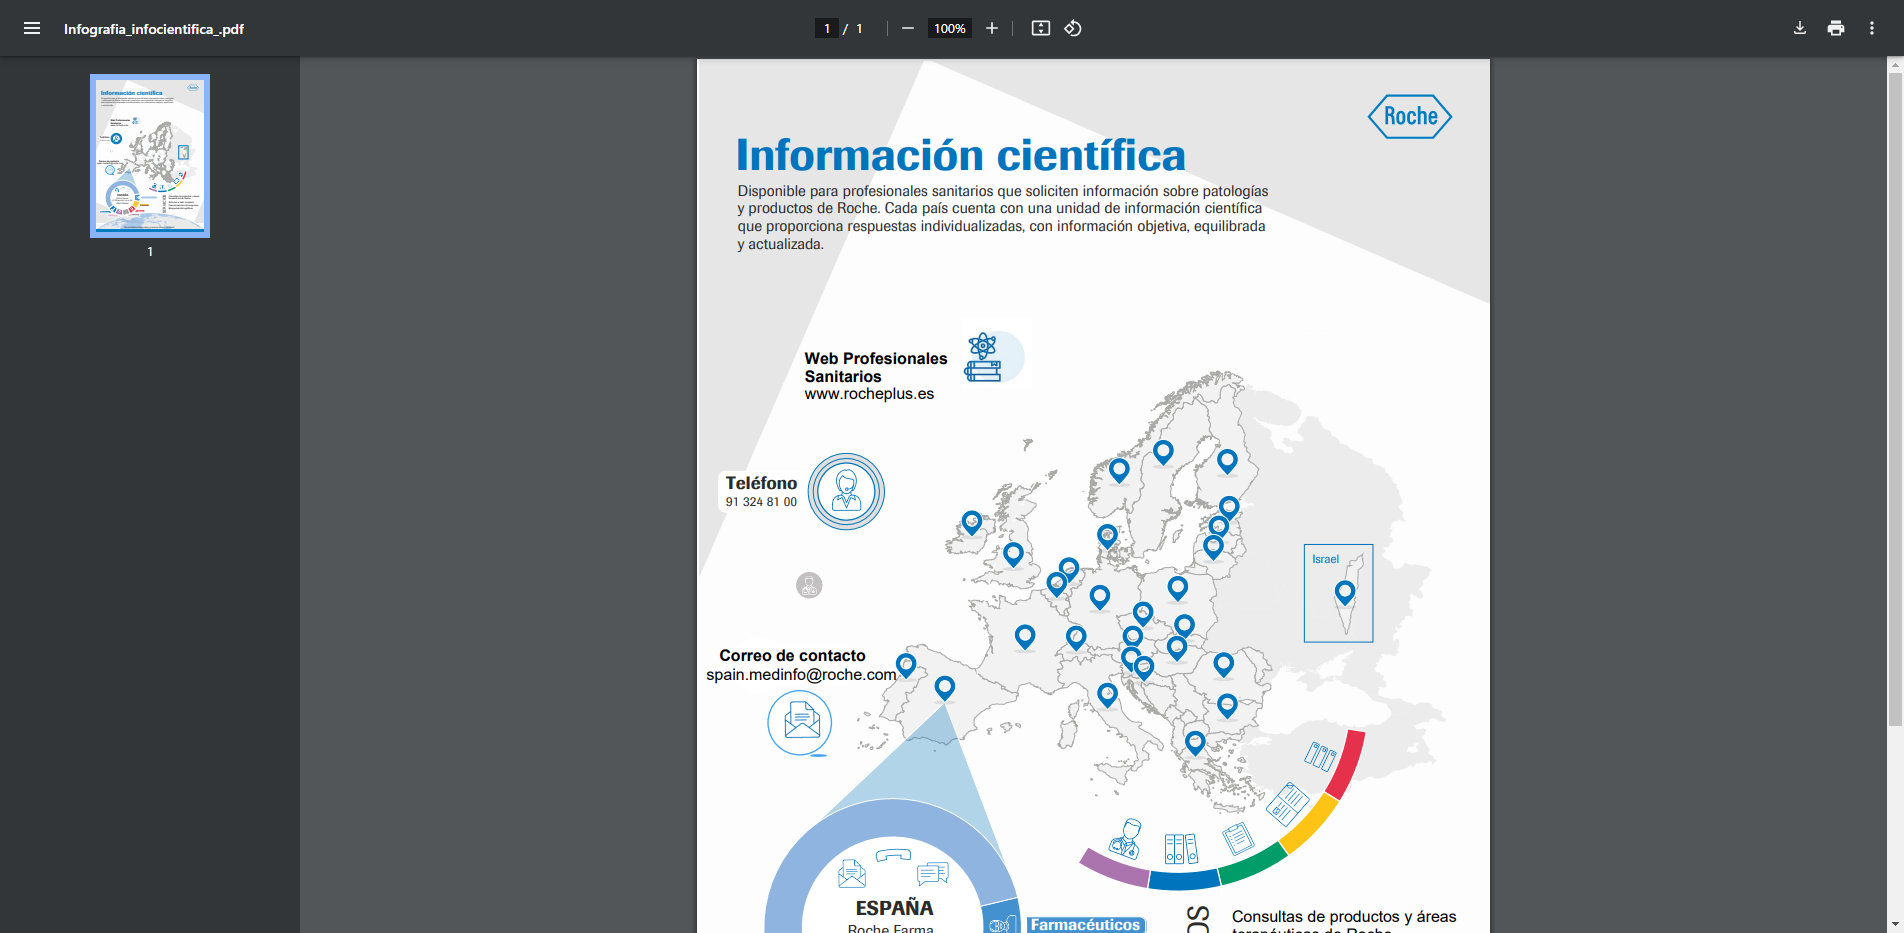 Infografia_infocientifica_.pdf
1 / 1
100%
1
Roche
Información científica
Disponible para profesionales sanitarios que soliciten información sobre patologías
y productos de Roche. Cada país cuenta con una unidad de información científica
que proporciona respuestas individualizadas, con información objetiva, equilibrada
y actualizada.
Web Profesionales
Sanitarios
www.rocheplus.es
Teléfono
91 324 81 00
Israel
Correo de contacto
spain.medinfo@roche.com
ESPAÑA
Roche Farma
Farmacéuticos
Consultas de productos y áreas
terapéuticas de Roche